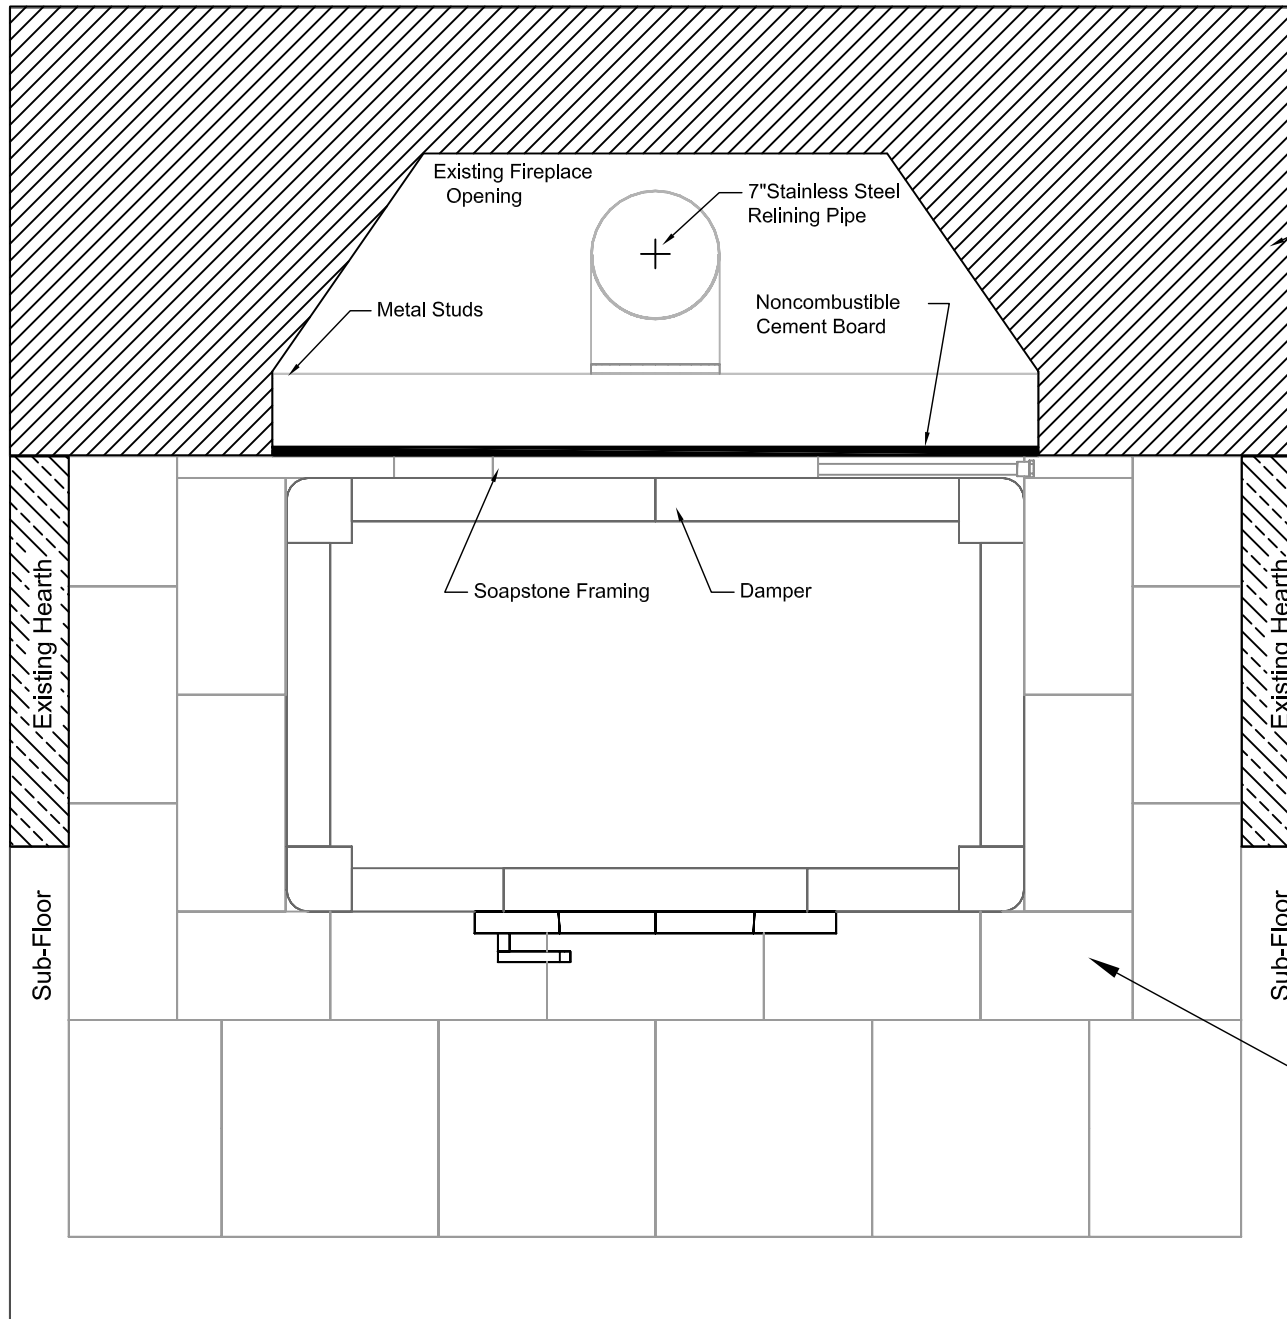 Existing Fireplace
Opening
7"Stainless Steel
Relining Pipe
Metal Studs
Noncombustible
Cement Board
Soapstone Framing
Damper
Existing Hearth
Existing Hearth
Sub-Floor
Sub-Floor